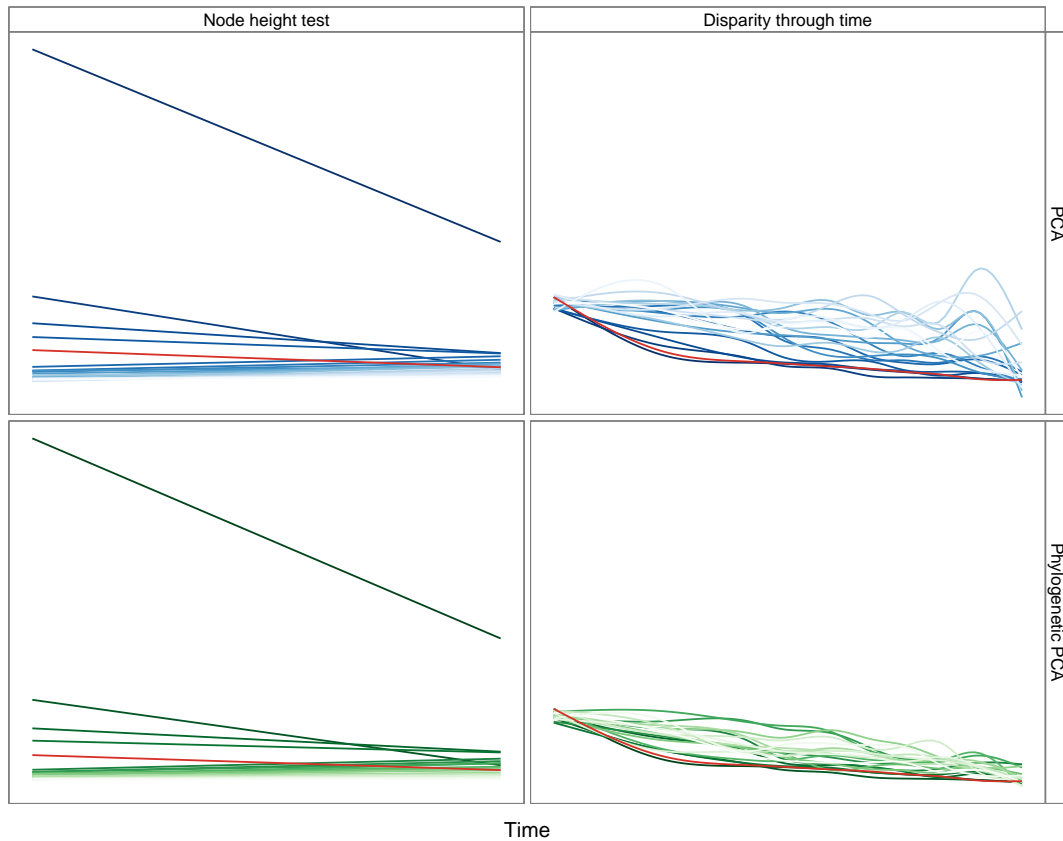 Node height test
Disparity through time
PCA
Phylogenetic PCA
Time